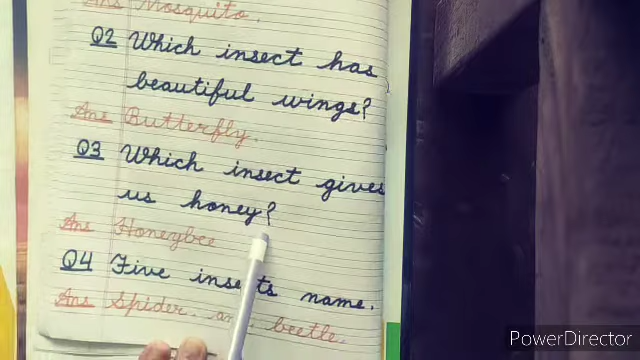 Ans Mosquito.
Q2 Which insect has
beautiful wings?
Ans Butterfly.
Q3 Which insect gives
us honey?
Ans Honeybee
Q4 Five insects name.
Ans Spider. beetle.
PowerDirector